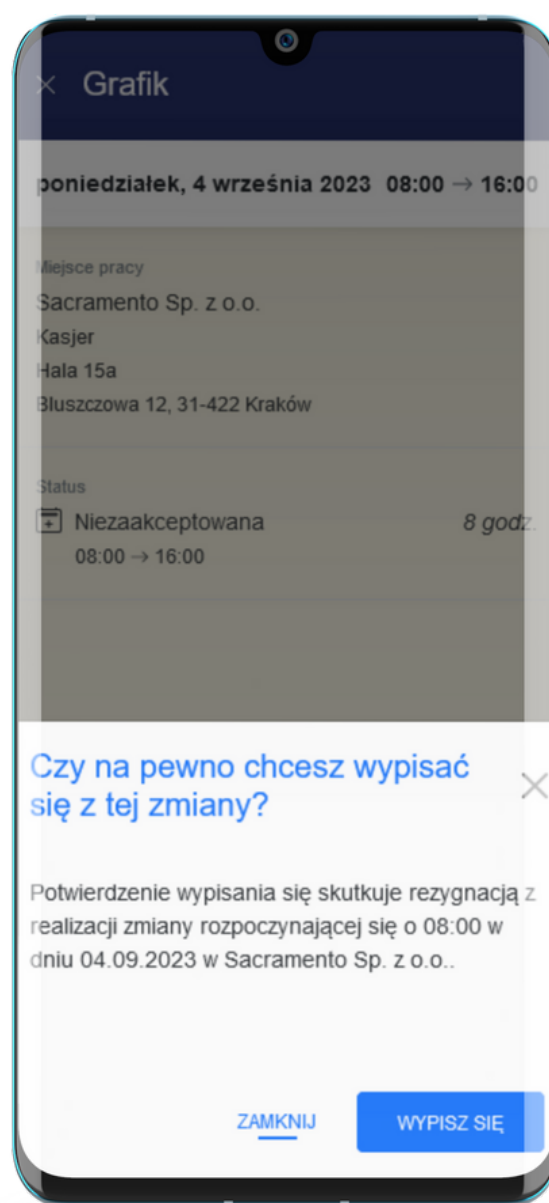 Grafik
poniedziałek, 4 września 2023 08:00 → 16:00
Miejsce pracy
Sacramento Sp. z o.o.
Kasjer
Hala 15a
Bluszczowa 12, 31-422 Kraków
Status
Niezaakceptowana 8 godz.
08:00 → 16:00
Czy na pewno chcesz wypisać
się z tej zmiany?
Potwierdzenie wypisania się skutkuje rezygnacją z
realizacji zmiany rozpoczynającej się o 08:00 w
dniu 04.09.2023 w Sacramento Sp. z o.o..
ZAMKNIJ WYPISZ SIĘ